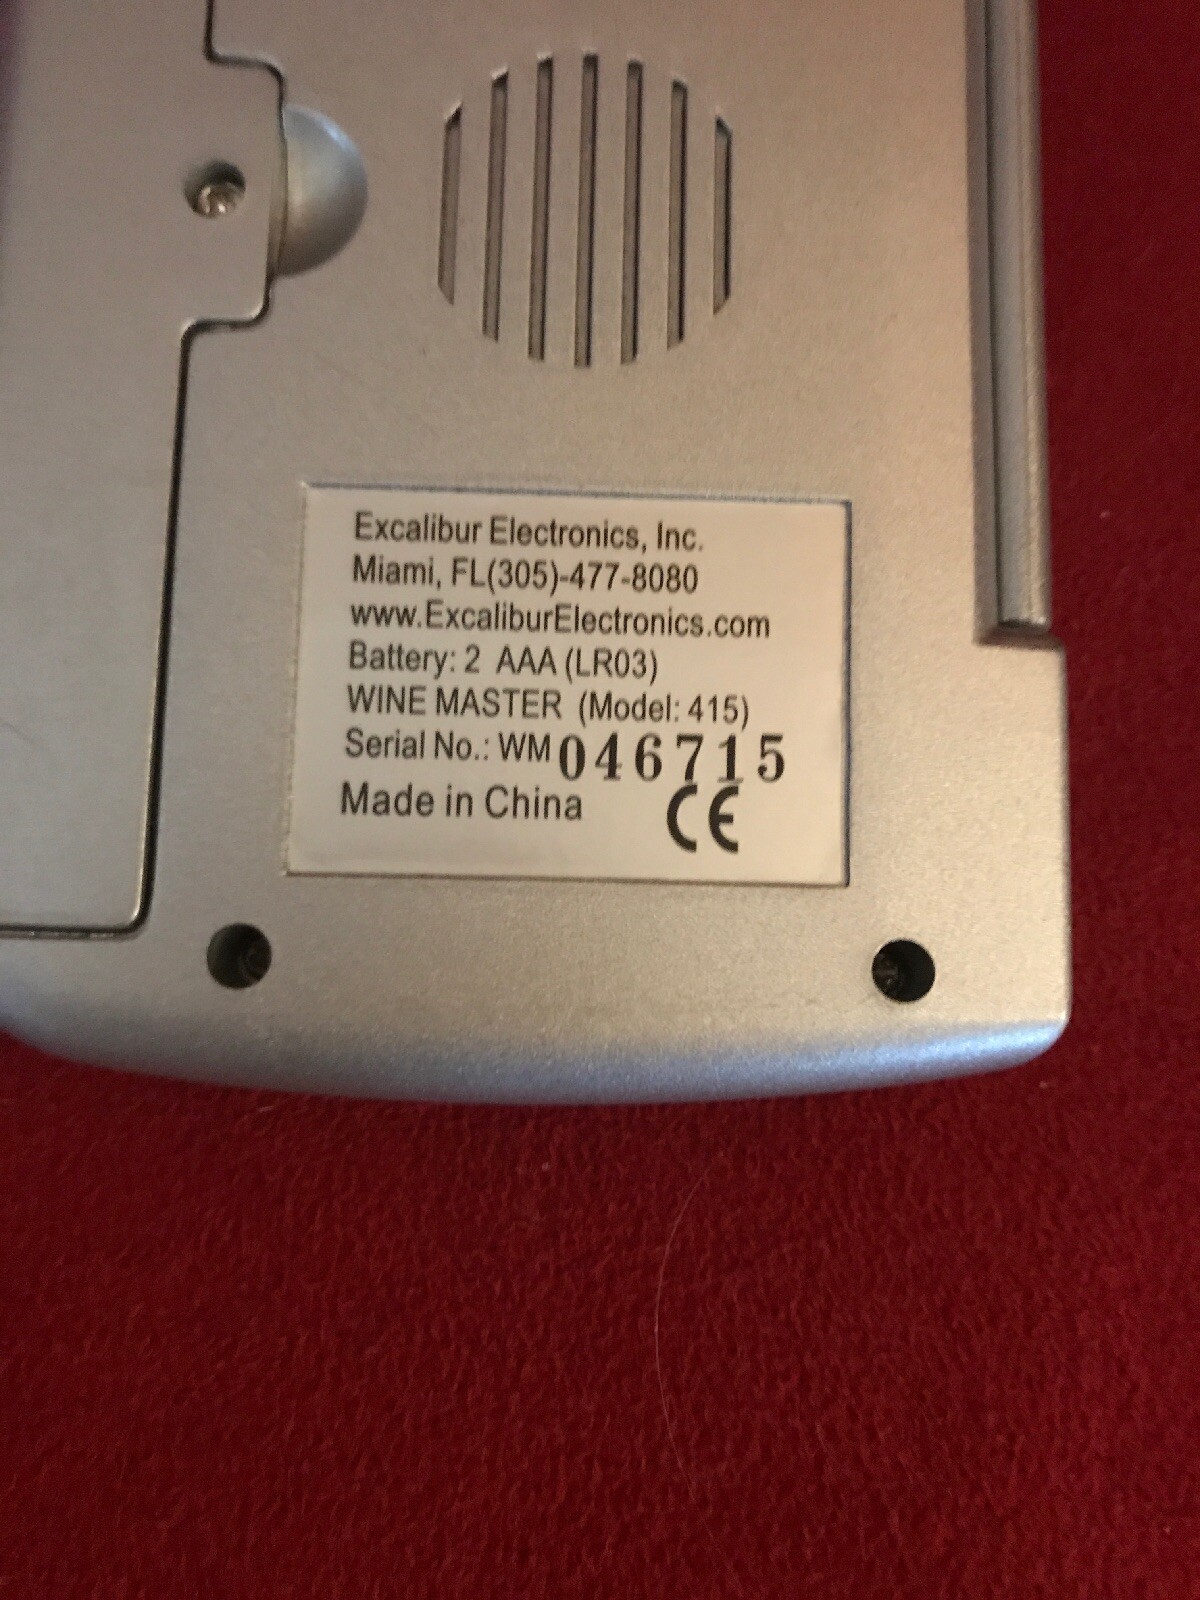 Excalibur Electronics, Inc.
Miami, FL(305)-477-8080
www.ExcaliburElectronics.com
Battery: 2 AAA (LR03)
WINE MASTER (Model: 415)
Serial No.: WM 046715
Made in China CE